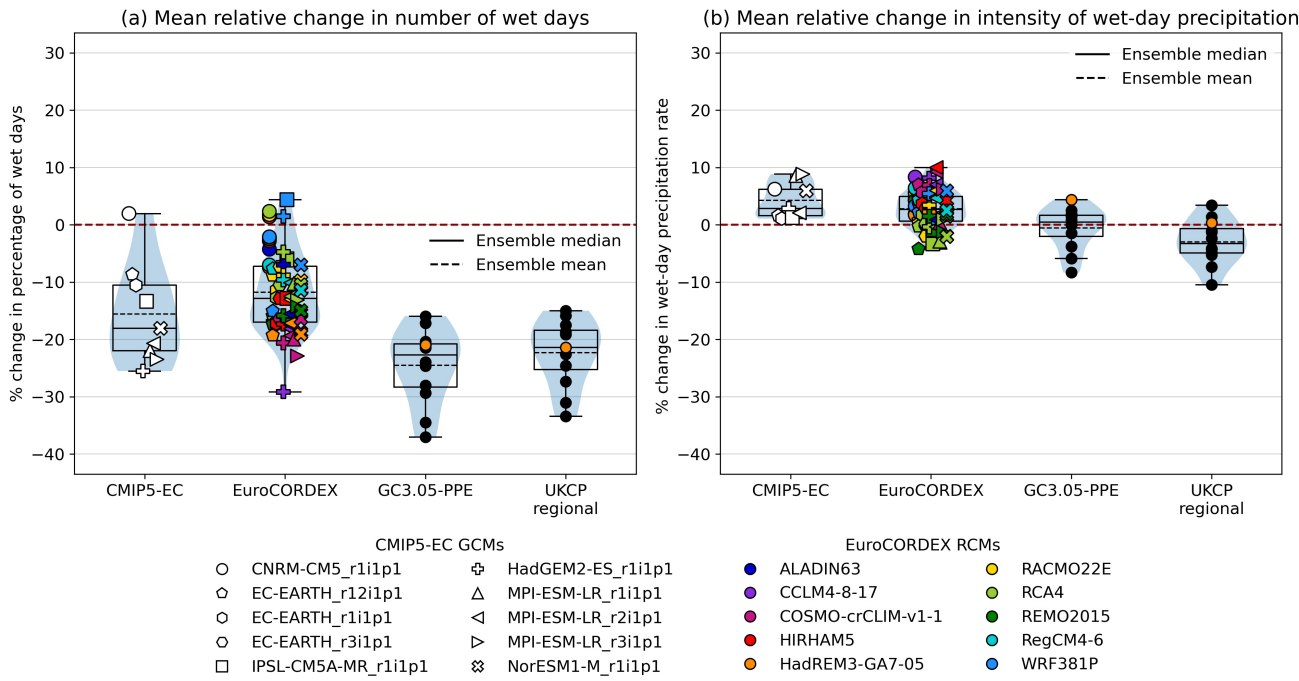 (a) Mean relative change in number of wet days
% change in percentage of wet days
30
20
10
0
−10
−20
−30
−40
Ensemble median
Ensemble mean
CMIP5-EC
EuroCORDEX
GC3.05-PPE
UKCP
regional
(b) Mean relative change in intensity of wet-day precipitation
% change in wet-day precipitation rate
30
20
10
0
−10
−20
−30
−40
Ensemble median
Ensemble mean
CMIP5-EC
EuroCORDEX
GC3.05-PPE
UKCP
regional
CMIP5-EC GCMs
CNRM-CM5_r1i1p1
EC-EARTH_r12i1p1
EC-EARTH_r1i1p1
EC-EARTH_r3i1p1
IPSL-CM5A-MR_r1i1p1
HadGEM2-ES_r1i1p1
MPI-ESM-LR_r1i1p1
MPI-ESM-LR_r2i1p1
MPI-ESM-LR_r3i1p1
NorESM1-M_r1i1p1
EuroCORDEX RCMs
ALADIN63
CCLM4-8-17
COSMO-crCLIM-v1-1
HIRHAM5
HadREM3-GA7-05
RACMO22E
RCA4
REMO2015
RegCM4-6
WRF381P